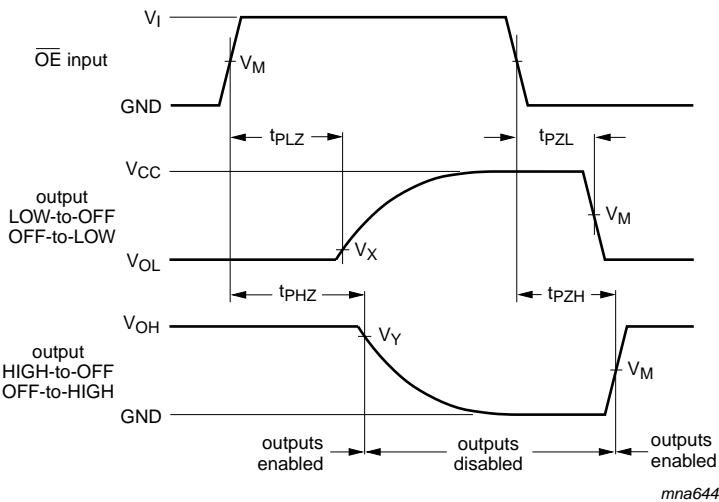 V_I
OE input
V_M
GND
t_PLZ
t_PZL
V_CC
output
LOW-to-OFF
OFF-to-LOW
V_M
V_X
V_OL
t_PHZ
t_PZH
V_OH
V_Y
output
HIGH-to-OFF
OFF-to-HIGH
V_M
GND
outputs
enabled
outputs
disabled
outputs
enabled
mna644